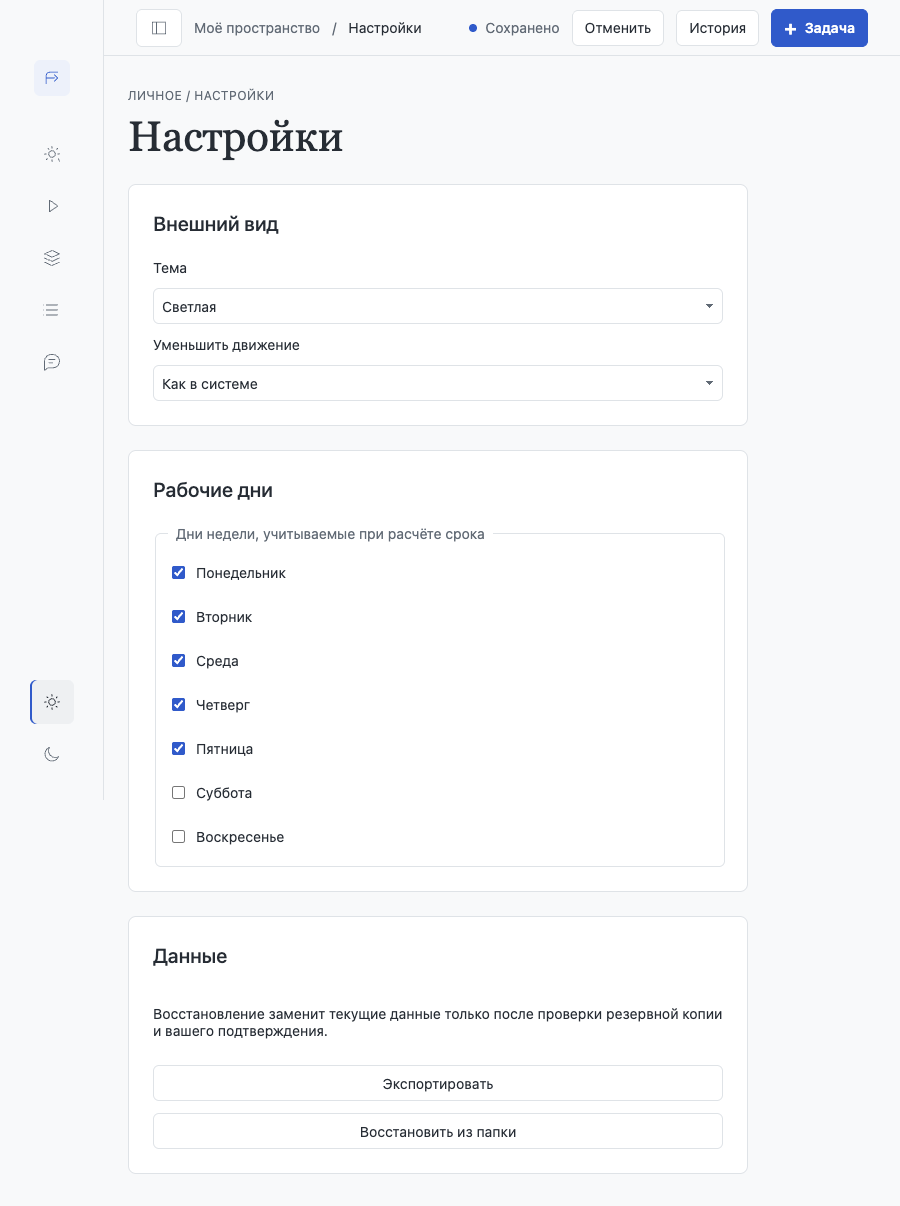 Моё пространство / Настройки
Сохранено
Отменить
История
+ Задача
ЛИЧНОЕ / НАСТРОЙКИ
Настройки
Внешний вид
Тема
Светлая
Уменьшить движение
Как в системе
Рабочие дни
Дни недели, учитываемые при расчёте срока
Понедельник
Вторник
Среда
Четверг
Пятница
Суббота
Воскресенье
Данные
Восстановление заменит текущие данные только после проверки резервной копии
и вашего подтверждения.
Экспортировать
Восстановить из папки